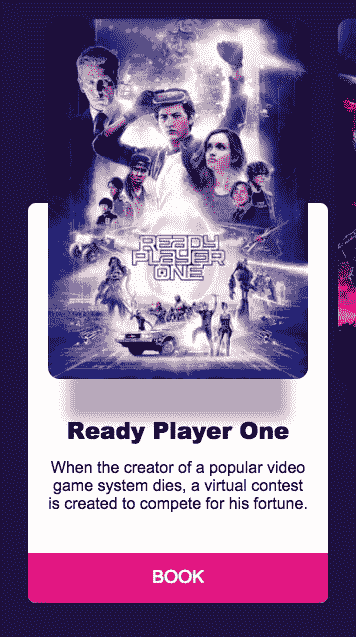 READY
PLAYER
ONE
Ready Player One
When the creator of a popular video
game system dies, a virtual contest
is created to compete for his fortune.
BOOK